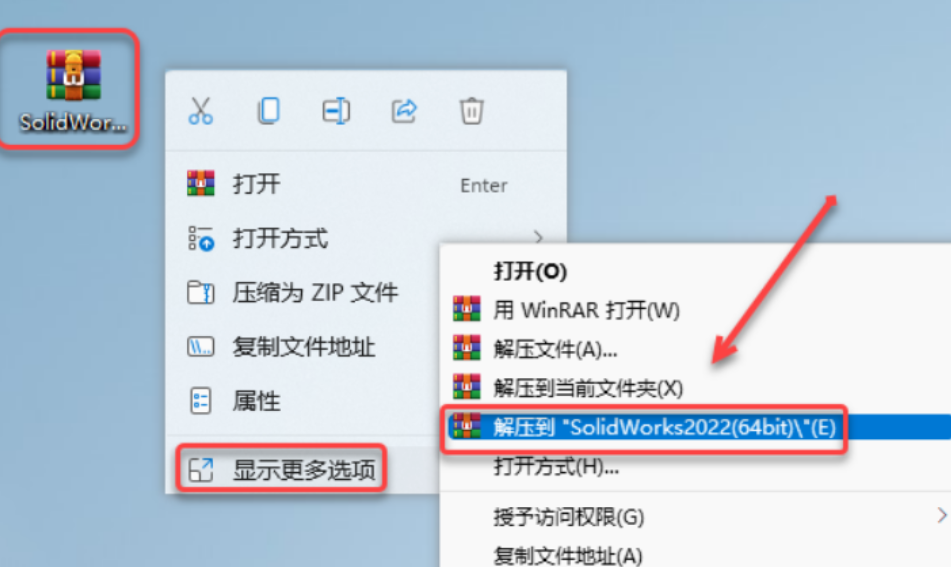 SolidWor...
打开
Enter
打开方式
压缩为 ZIP 文件
复制文件地址
属性
显示更多选项
打开(O)
用 WinRAR 打开(W)
解压文件(A)...
解压到当前文件夹(X)
解压到 "SolidWorks2022(64bit)\"(E)
打开方式(H)...
授予访问权限(G)
复制文件地址(A)